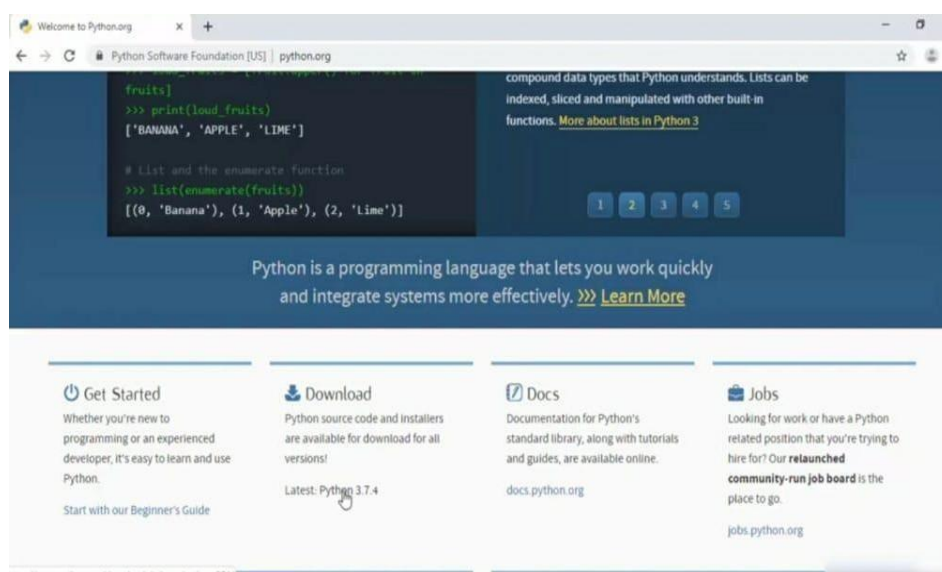 Welcome to Python.org
Python Software Foundation [US] | python.org
fruits]
>>> print(loud_fruits)
['BANANA', 'APPLE', 'LIME']
# List and the enumerate function
>>> list(enumerate(fruits))
[(0, 'Banana'), (1, 'Apple'), (2, 'Lime')]
compound data types that Python understands. Lists can be
indexed, sliced and manipulated with other built-in
functions. More about lists in Python 3
1 2 3 4 5
Python is a programming language that lets you work quickly
and integrate systems more effectively. >>> Learn More
Get Started
Whether you're new to
programming or an experienced
developer, it's easy to learn and use
Python.
Start with our Beginner's Guide
Download
Python source code and installers
are available for download for all
versions!
Latest: Python 3.7.4
Docs
Documentation for Python's
standard library, along with tutorials
and guides, are available online.
docs.python.org
Jobs
Looking for work or have a Python
related position that you're trying to
hire for? Our relaunched
community-run job board is the
place to go.
jobs.python.org